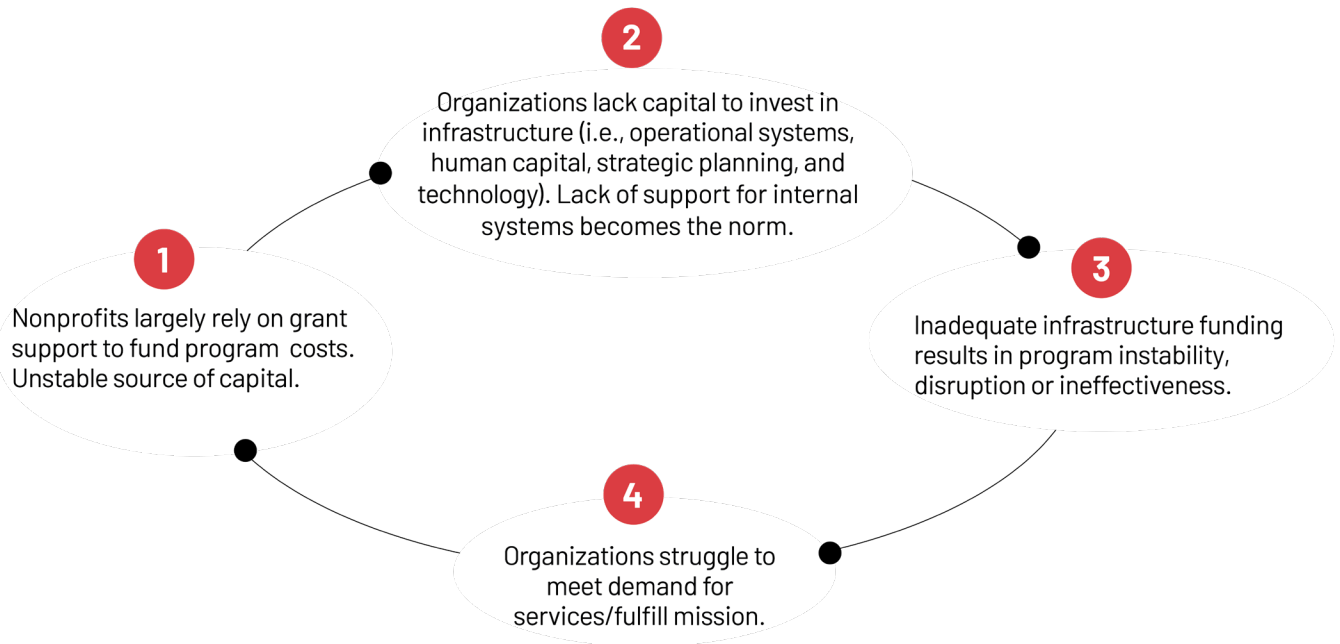 1
Nonprofits largely rely on grant
support to fund program costs.
Unstable source of capital.
2
Organizations lack capital to invest in
infrastructure (i.e., operational systems,
human capital, strategic planning, and
technology). Lack of support for internal
systems becomes the norm.
3
Inadequate infrastructure funding
results in program instability,
disruption or ineffectiveness.
4
Organizations struggle to
meet demand for
services/fulfill mission.